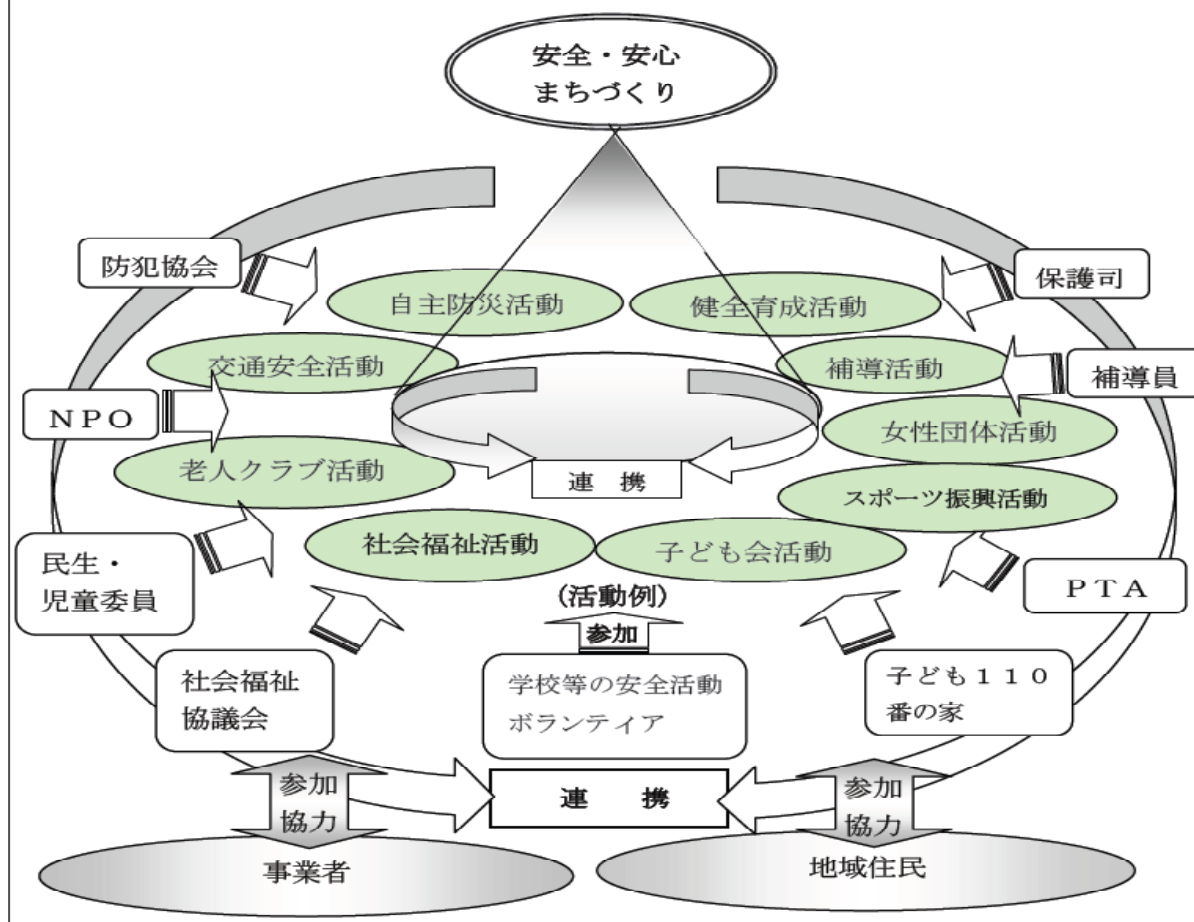 安全・安心
まちづくり
防犯協会
保護司
自主防災活動
健全育成活動
交通安全活動
補導活動
補導員
NPO
女性団体活動
老人クラブ活動
連 携
スポーツ振興活動
社会福祉活動
子ども会活動
民生・
児童委員
PTA
(活動例)
参加
社会福祉
協議会
学校等の安全活動
ボランティア
子ども110
番の家
参加
協力
連 携
参加
協力
事業者
地域住民